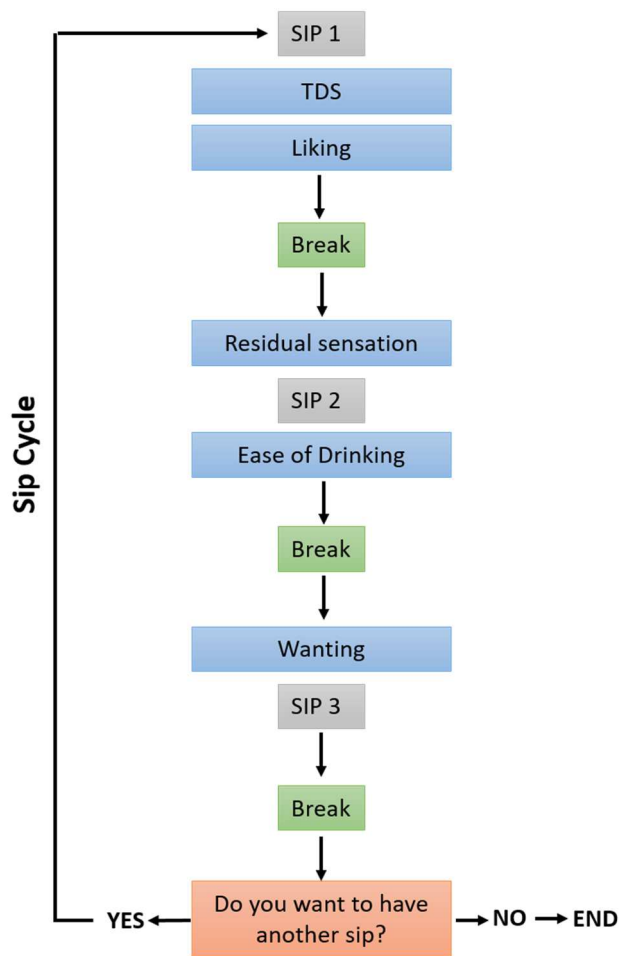 SIP 1
TDS
Liking
Break
Residual sensation
SIP 2
Ease of Drinking
Break
Wanting
SIP 3
Break
Do you want to have
another sip?
YES
NO
END
Sip Cycle